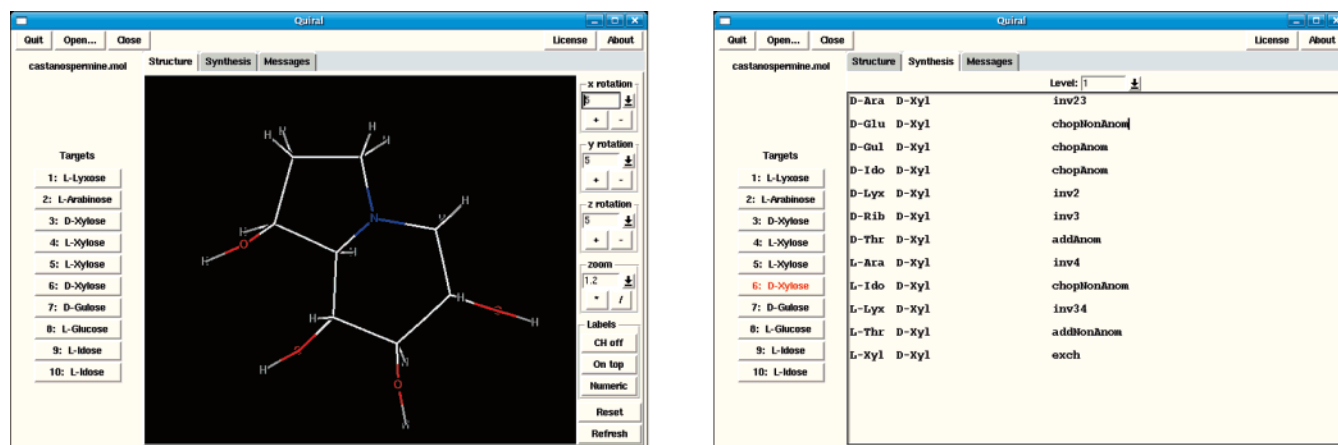 Quiral
Quit Open... Close License About
castanospermine.mol
Structure Synthesis Messages
Targets
1: L-Lyxose
2: L-Arabinose
3: D-Xylose
4: L-Xylose
5: L-Xylose
6: D-Xylose
7: D-Gulose
8: L-Glucose
9: L-Idose
10: L-Idose
H H H
H
N H
H O
H H
H H
O H
O
H H
O
H
x rotation
5
+ -
y rotation
5
+ -
z rotation
5
+ -
zoom
1.2
* /
Labels
CH off
On top
Numeric
Reset
Refresh
Quiral
Quit Open... Close License About
castanospermine.mol
Structure Synthesis Messages
Level: 1
Targets
1: L-Lyxose
2: L-Arabinose
3: D-Xylose
4: L-Xylose
5: L-Xylose
6: D-Xylose
7: D-Gulose
8: L-Glucose
9: L-Idose
10: L-Idose
D-Ara D-Xyl inv23
D-Glu D-Xyl chopNonAnom
D-Gul D-Xyl chopAnom
D-Ido D-Xyl chopAnom
D-Lyx D-Xyl inv2
D-Rib D-Xyl inv3
D-Thr D-Xyl addAnom
L-Ara D-Xyl inv4
L-Ido D-Xyl chopNonAnom
L-Lyx D-Xyl inv34
L-Thr D-Xyl addNonAnom
L-Xyl D-Xyl exch